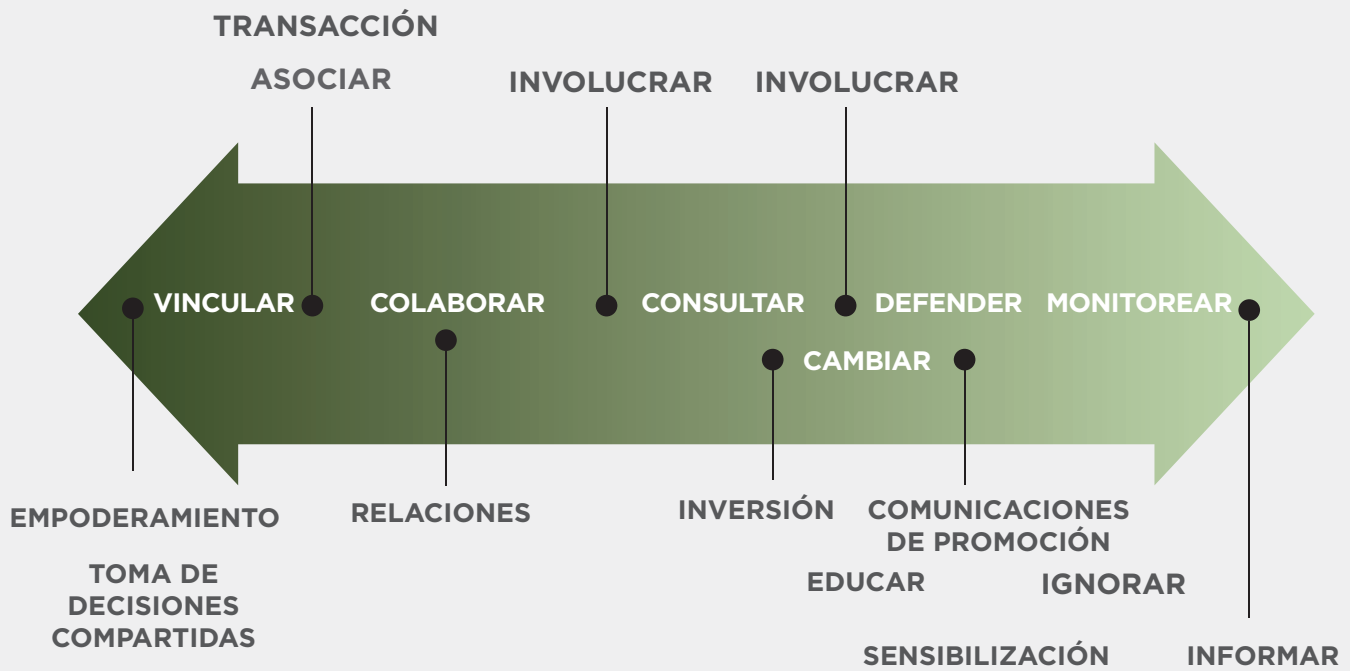 TRANSACCIÓN
ASOCIAR
INVOLUCRAR
INVOLUCRAR
VINCULAR
COLABORAR
CONSULTAR
DEFENDER
MONITOREAR
CAMBIAR
EMPODERAMIENTO
TOMA DE
DECISIONES
COMPARTIDAS
RELACIONES
INVERSIÓN
COMUNICACIONES
DE PROMOCIÓN
EDUCAR
IGNORAR
SENSIBILIZACIÓN
INFORMAR